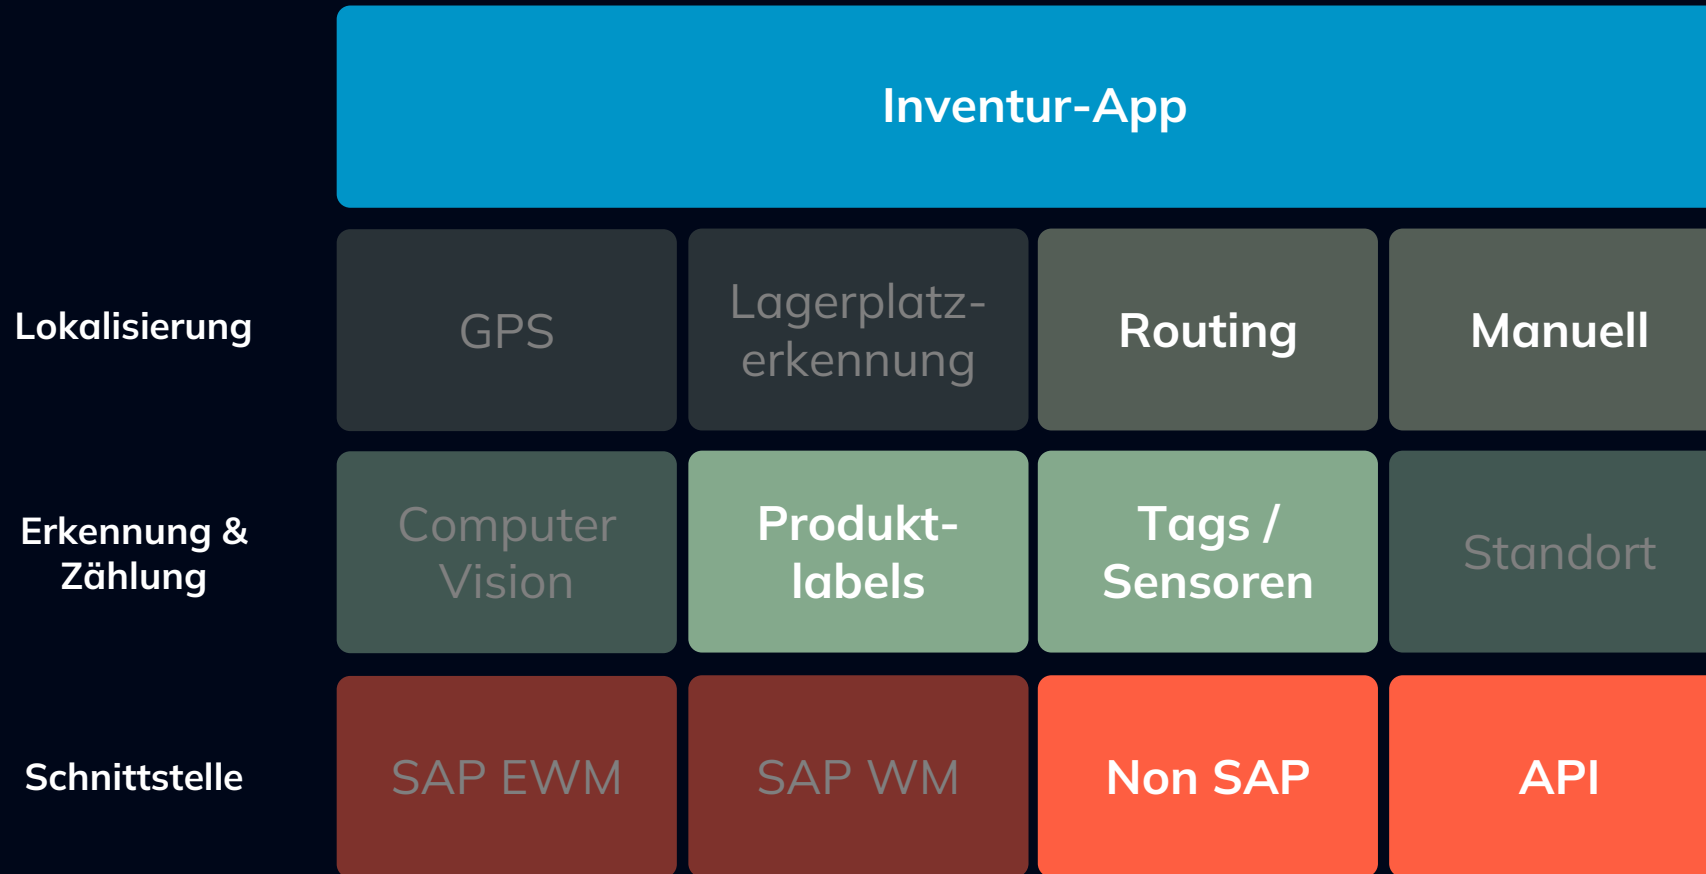 Inventur-App
Lokalisierung
GPS
Lagerplatz-
erkennung
Routing
Manuell
Erkennung &
Zählung
Computer
Vision
Produkt-
labels
Tags /
Sensoren
Standort
Schnittstelle
SAP EWM
SAP WM
Non SAP
API